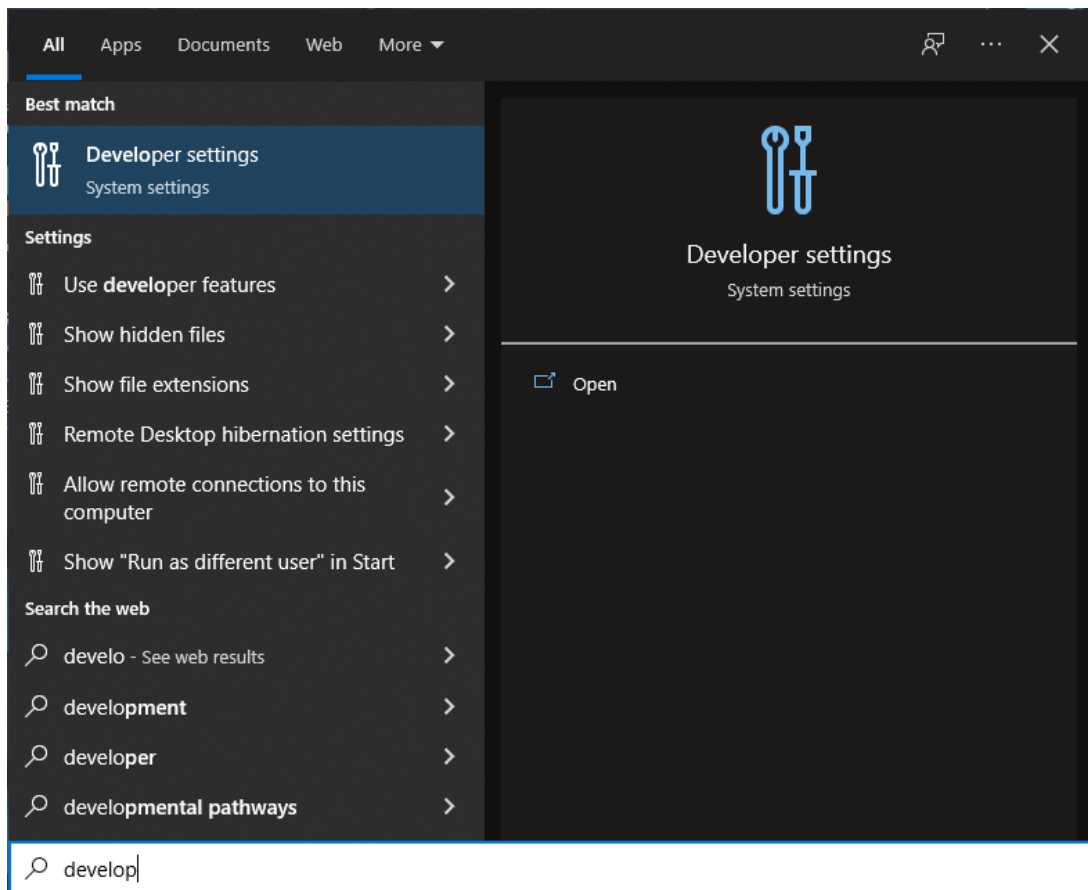 All Apps Documents Web More
Best match
Developer settings
System settings
Settings
Use developer features
Show hidden files
Show file extensions
Remote Desktop hibernation settings
Allow remote connections to this
computer
Show "Run as different user" in Start
Search the web
develo - See web results
development
developer
developmental pathways
develop
Developer settings
System settings
Open